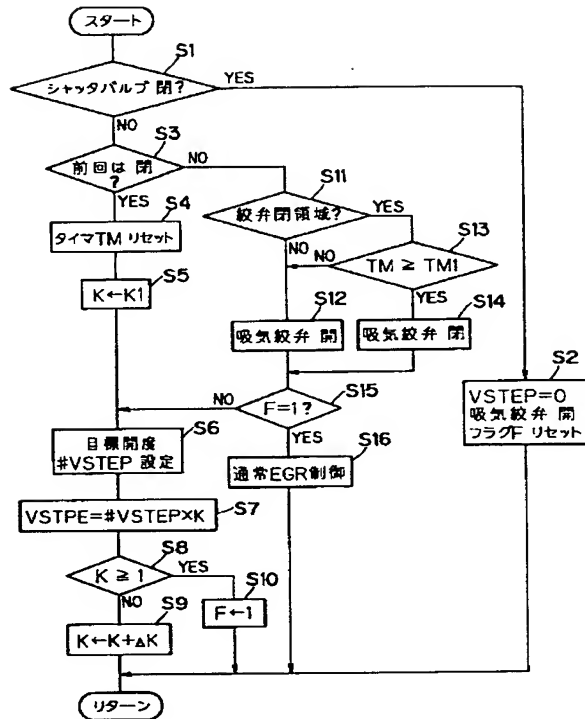 スタート
S1
シャッタバルブ 閉?
YES
NO
S3
前回は 閉
?
NO
YES
S4
タイマTM リセット
S5
K←K1
S11
絞弁閉領域?
YES
NO
S13
TM ≥ TM1
NO
YES
S12
吸気絞弁 開
S14
吸気絞弁 閉
S2
VSTEP=0
吸気絞弁 開
フラグF リセット
S15
F=1?
NO
YES
S6
目標開度
#VSTEP 設定
S16
通常EGR制御
S7
VSTPE=#VSTEP×K
S8
K ≥ 1
YES
NO
S10
F←1
S9
K←K+ΔK
リターン